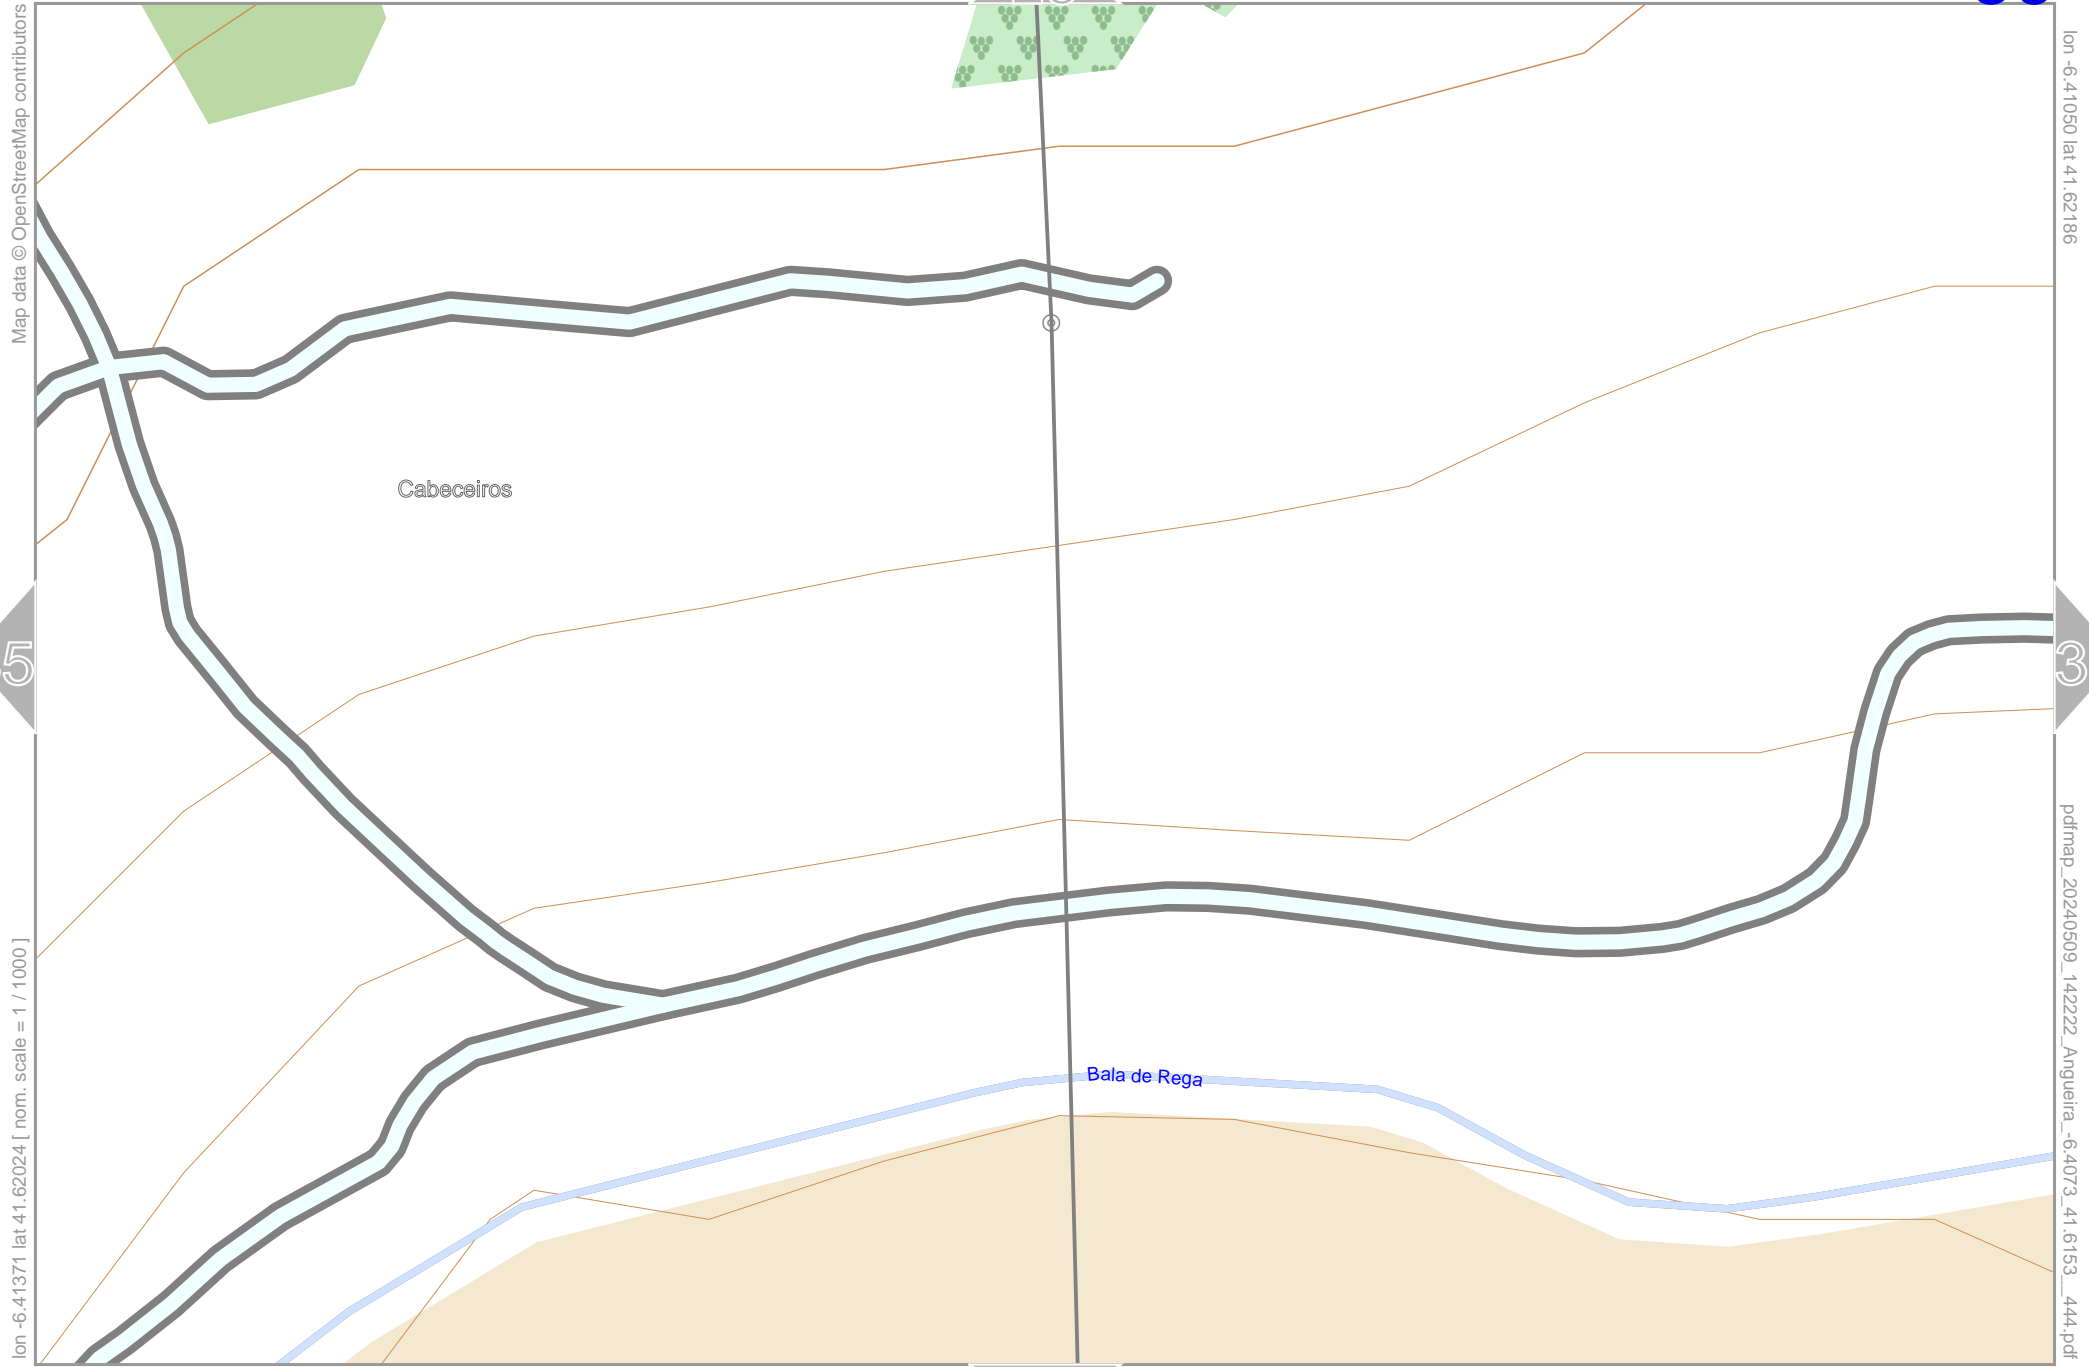 Map data © OpenStreetMap contributors
lon -6.41050 lat 41.62186
Cabeceiros
5
3
Bala de Rega
lon -6.41371 lat 41.62024 [ nom. scale = 1 / 1000 ]
pdfmap_20240509_142222_Angueira_-6.4073_41.6153__444.pdf